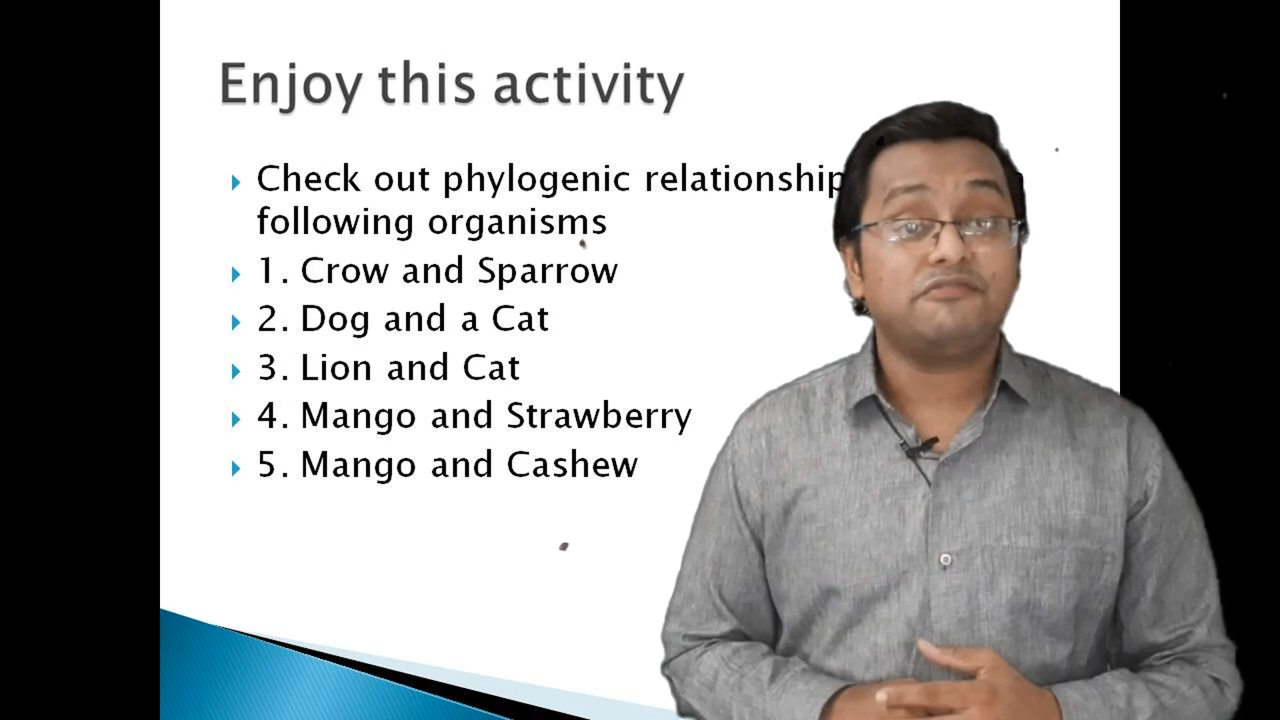 Enjoy this activity
Check out phylogenic relationship
following organisms
1. Crow and Sparrow
2. Dog and a Cat
3. Lion and Cat
4. Mango and Strawberry
5. Mango and Cashew